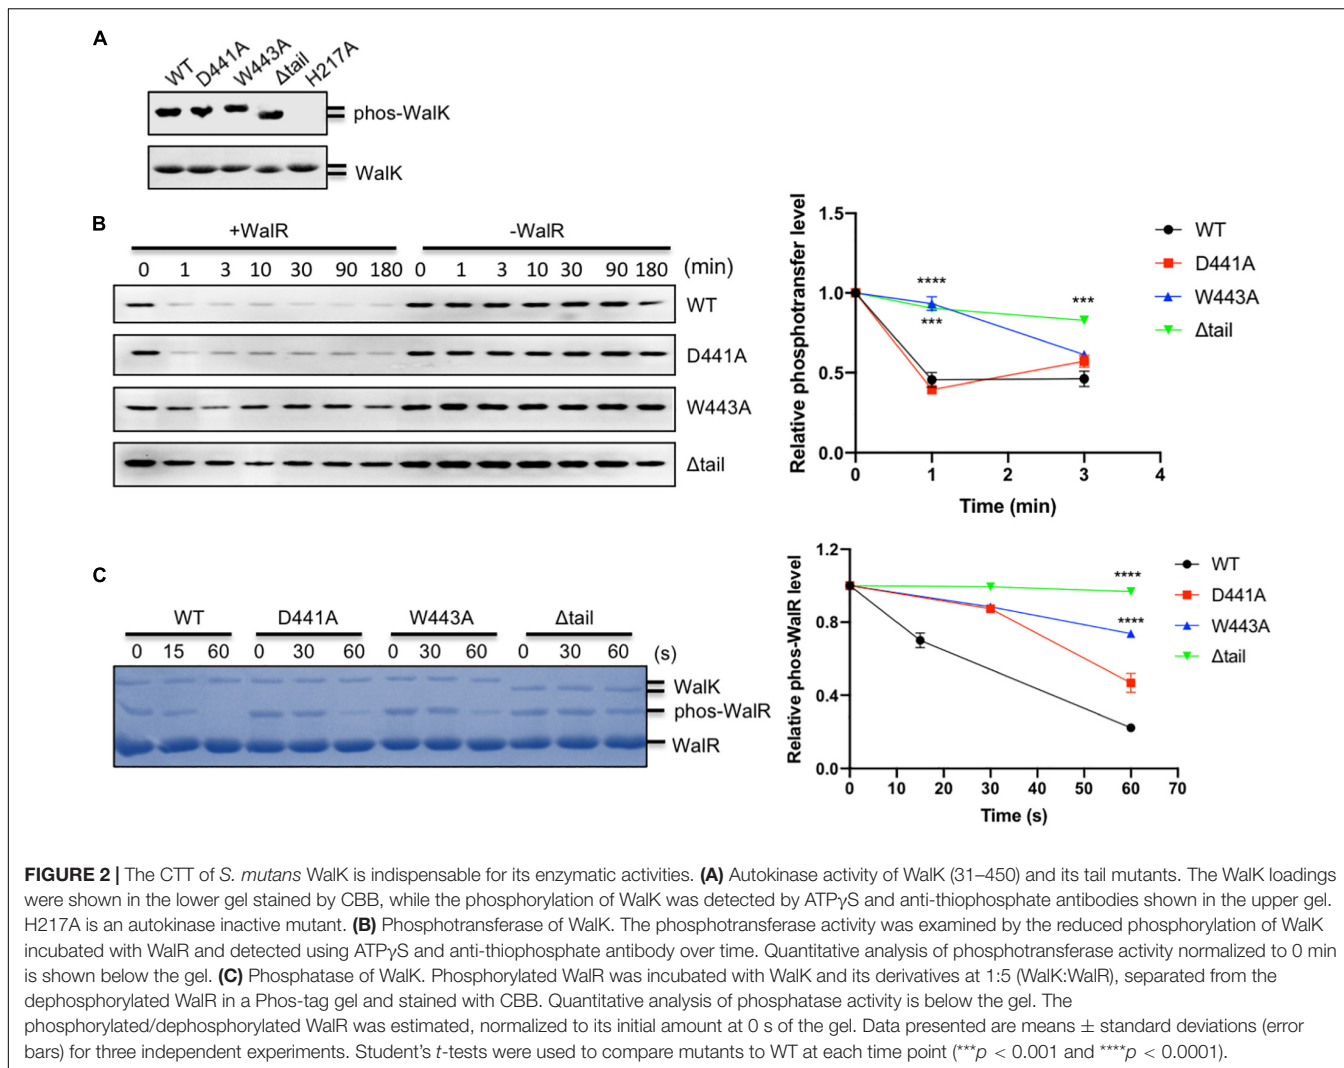 A
WT D441A W443A Δtail H217A
phos-WalK
WalK
B
+WalR -WalR
0 1 3 10 30 90 180 0 1 3 10 30 90 180 (min)
WT
D441A
W443A
Δtail
Relative phosphotransfer level
1.5
1.0
0.5
0.0
0 1 2 3 4
Time (min)
****
***
***
WT
D441A
W443A
Δtail
C
WT D441A W443A Δtail
0 15 60 0 30 60 0 30 60 0 30 60 (s)
WalK
phos-WalR
WalR
Relative phos-WalR level
1.2
0.8
0.4
0.0
0 10 20 30 40 50 60 70
Time (s)
****
****
WT
D441A
W443A
Δtail
FIGURE 2 | The CTT of S. mutans WalK is indispensable for its enzymatic activities. (A) Autokinase activity of WalK (31–450) and its tail mutants. The WalK loadings
were shown in the lower gel stained by CBB, while the phosphorylation of WalK was detected by ATPγS and anti-thiophosphate antibodies shown in the upper gel.
H217A is an autokinase inactive mutant. (B) Phosphotransferase of WalK. The phosphotransferase activity was examined by the reduced phosphorylation of WalK
incubated with WalR and detected using ATPγS and anti-thiophosphate antibody over time. Quantitative analysis of phosphotransferase activity normalized to 0 min
is shown below the gel. (C) Phosphatase of WalK. Phosphorylated WalR was incubated with WalK and its derivatives at 1:5 (WalK:WalR), separated from the
dephosphorylated WalR in a Phos-tag gel and stained with CBB. Quantitative analysis of phosphatase activity is below the gel. The
phosphorylated/dephosphorylated WalR was estimated, normalized to its initial amount at 0 s of the gel. Data presented are means ± standard deviations (error
bars) for three independent experiments. Student's t-tests were used to compare mutants to WT at each time point (***p < 0.001 and ****p < 0.0001).